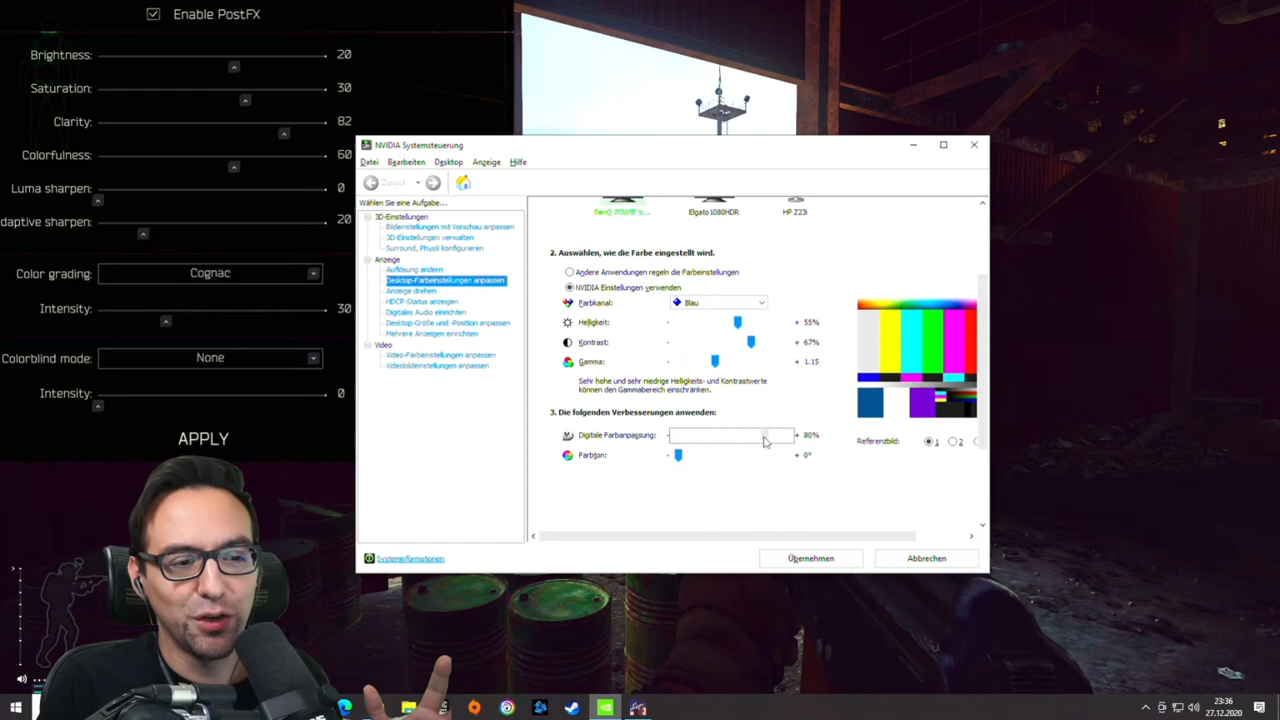 Enable PostFX
Brightness: 20
Saturation: 30
Clarity: 82
Colorfulness: 60
Luma sharpen: 0
sharpen: 20
Color grading: Cognac
Intensity: 30
Colorblind mode: None
Intensity: 0
APPLY
NVIDIA Systemsteuerung
Datei Bearbeiten Desktop Anzeige Hilfe
Zurück
Wählen Sie eine Aufgabe...
3D-Einstellungen
Bildeinstellungen mit Vorschau anpassen
3D-Einstellungen verwalten
Surround, PhysX konfigurieren
Anzeige
Auflösung ändern
Desktop-Farbeinstellungen anpassen
Anzeige drehen
HDCP-Status anzeigen
Digitales Audio einrichten
Desktop-Größe und -Position anpassen
Mehrere Anzeigen einrichten
Video
Video-Farbeinstellungen anpassen
Videobildeinstellungen anpassen
Systeminformationen
Elgato 1080HDR HP Z23i
2. Auswählen, wie die Farbe eingestellt wird.
Andere Anwendungen regeln die Farbeinstellungen
NVIDIA Einstellungen verwenden
Farbkanal: Blau
Helligkeit: - + 55%
Kontrast: - + 67%
Gamma: - + 1.15
Sehr hohe und sehr niedrige Helligkeits- und Kontrastwerte
können den Gammabereich einschränken.
3. Die folgenden Verbesserungen anwenden:
Digitale Farbanpassung: - + 80%
Farbton: - + 0°
Referenzbild: 1 2
Übernehmen Abbrechen
23:36
27.12.2020